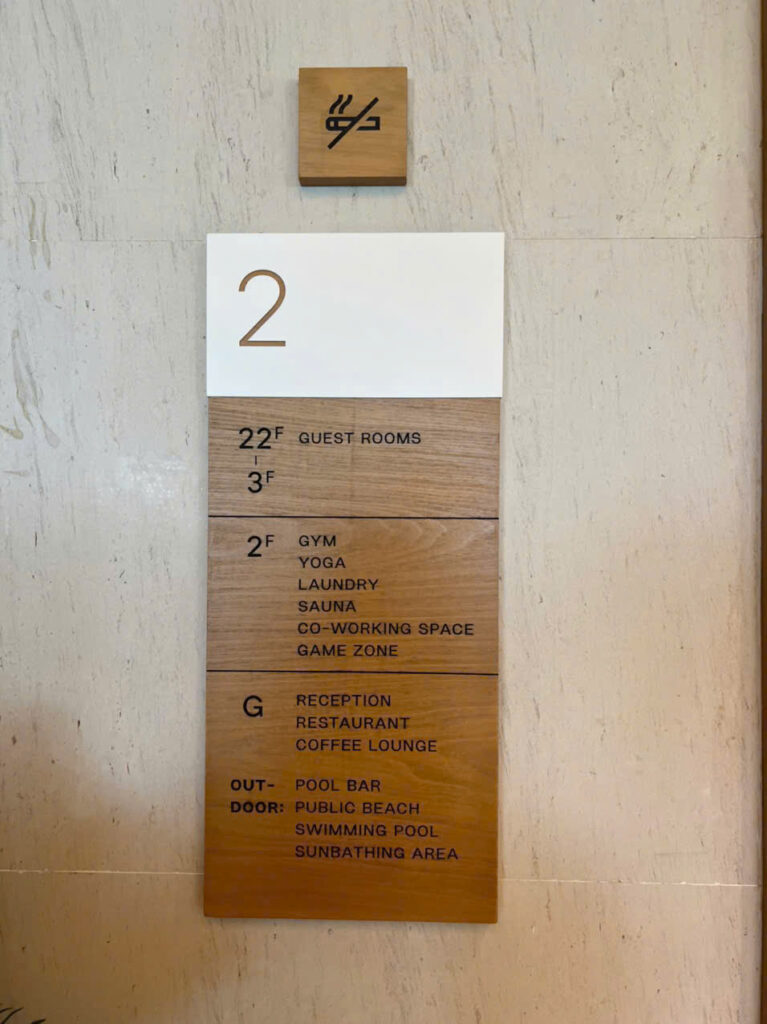 2
22F GUEST ROOMS
-
3F
2F GYM
YOGA
LAUNDRY
SAUNA
CO-WORKING SPACE
GAME ZONE
G RECEPTION
RESTAURANT
COFFEE LOUNGE
OUT- POOL BAR
DOOR: PUBLIC BEACH
SWIMMING POOL
SUNBATHING AREA